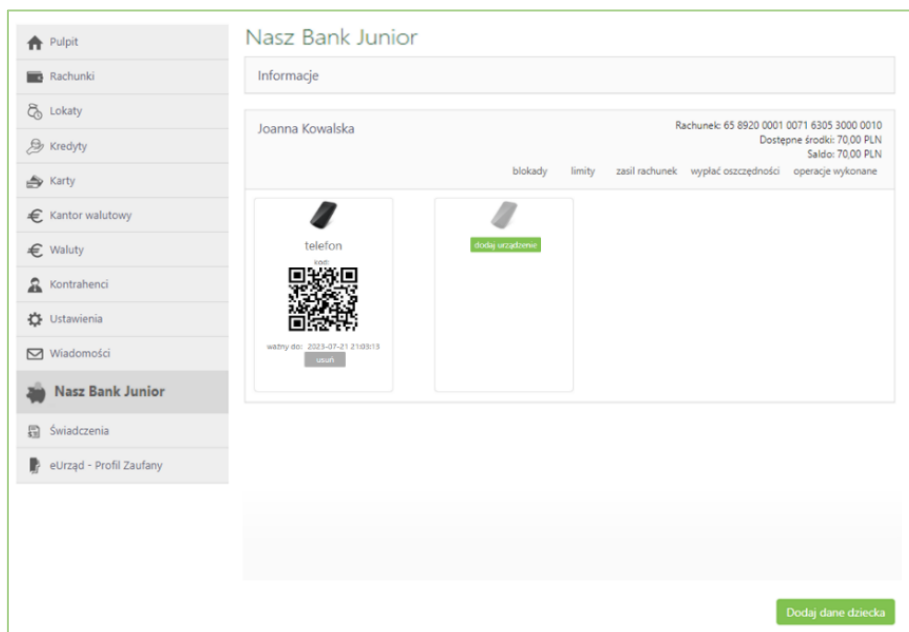 Pulpit
Rachunki
Lokaty
Kredyty
Karty
Kantor walutowy
Waluty
Kontrahenci
Ustawienia
Wiadomości
Nasz Bank Junior
Świadczenia
eUrząd - Profil Zaufany
Nasz Bank Junior
Informacje
Joanna Kowalska
Rachunek: 65 8920 0001 0071 6305 3000 0010
Dostępne środki: 70,00 PLN
Saldo: 70,00 PLN
blokady limity zasil rachunek wypłać oszczędności operacje wykonane
telefon
kod:
ważny do: 2023-07-21 21:03:13
usuń
dodaj urządzenie
Dodaj dane dziecka